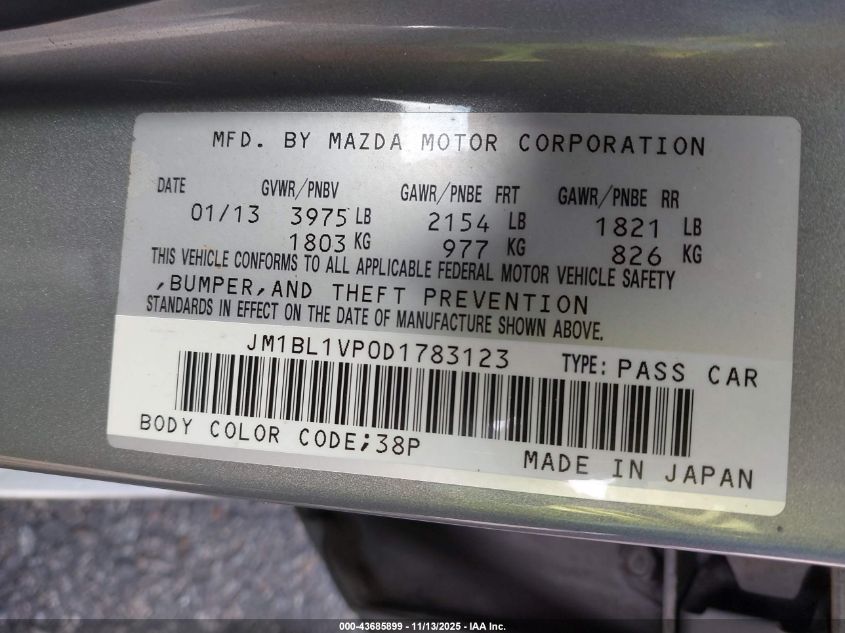 MFD. BY MAZDA MOTOR CORPORATION
DATE GVWR/PNBV GAWR/PNBE FRT GAWR/PNBE RR
01/13 3975 LB 2154 LB 1821 LB
1803 KG 977 KG 826 KG
THIS VEHICLE CONFORMS TO ALL APPLICABLE FEDERAL MOTOR VEHICLE SAFETY
,BUMPER,AND THEFT PREVENTION
STANDARDS IN EFFECT ON THE DATE OF MANUFACTURE SHOWN ABOVE.
JM1BL1VP0D1783123 TYPE: PASS CAR
BODY COLOR CODE;38P
MADE IN JAPAN
000-43685899 - 11/13/2025 - IAA Inc.